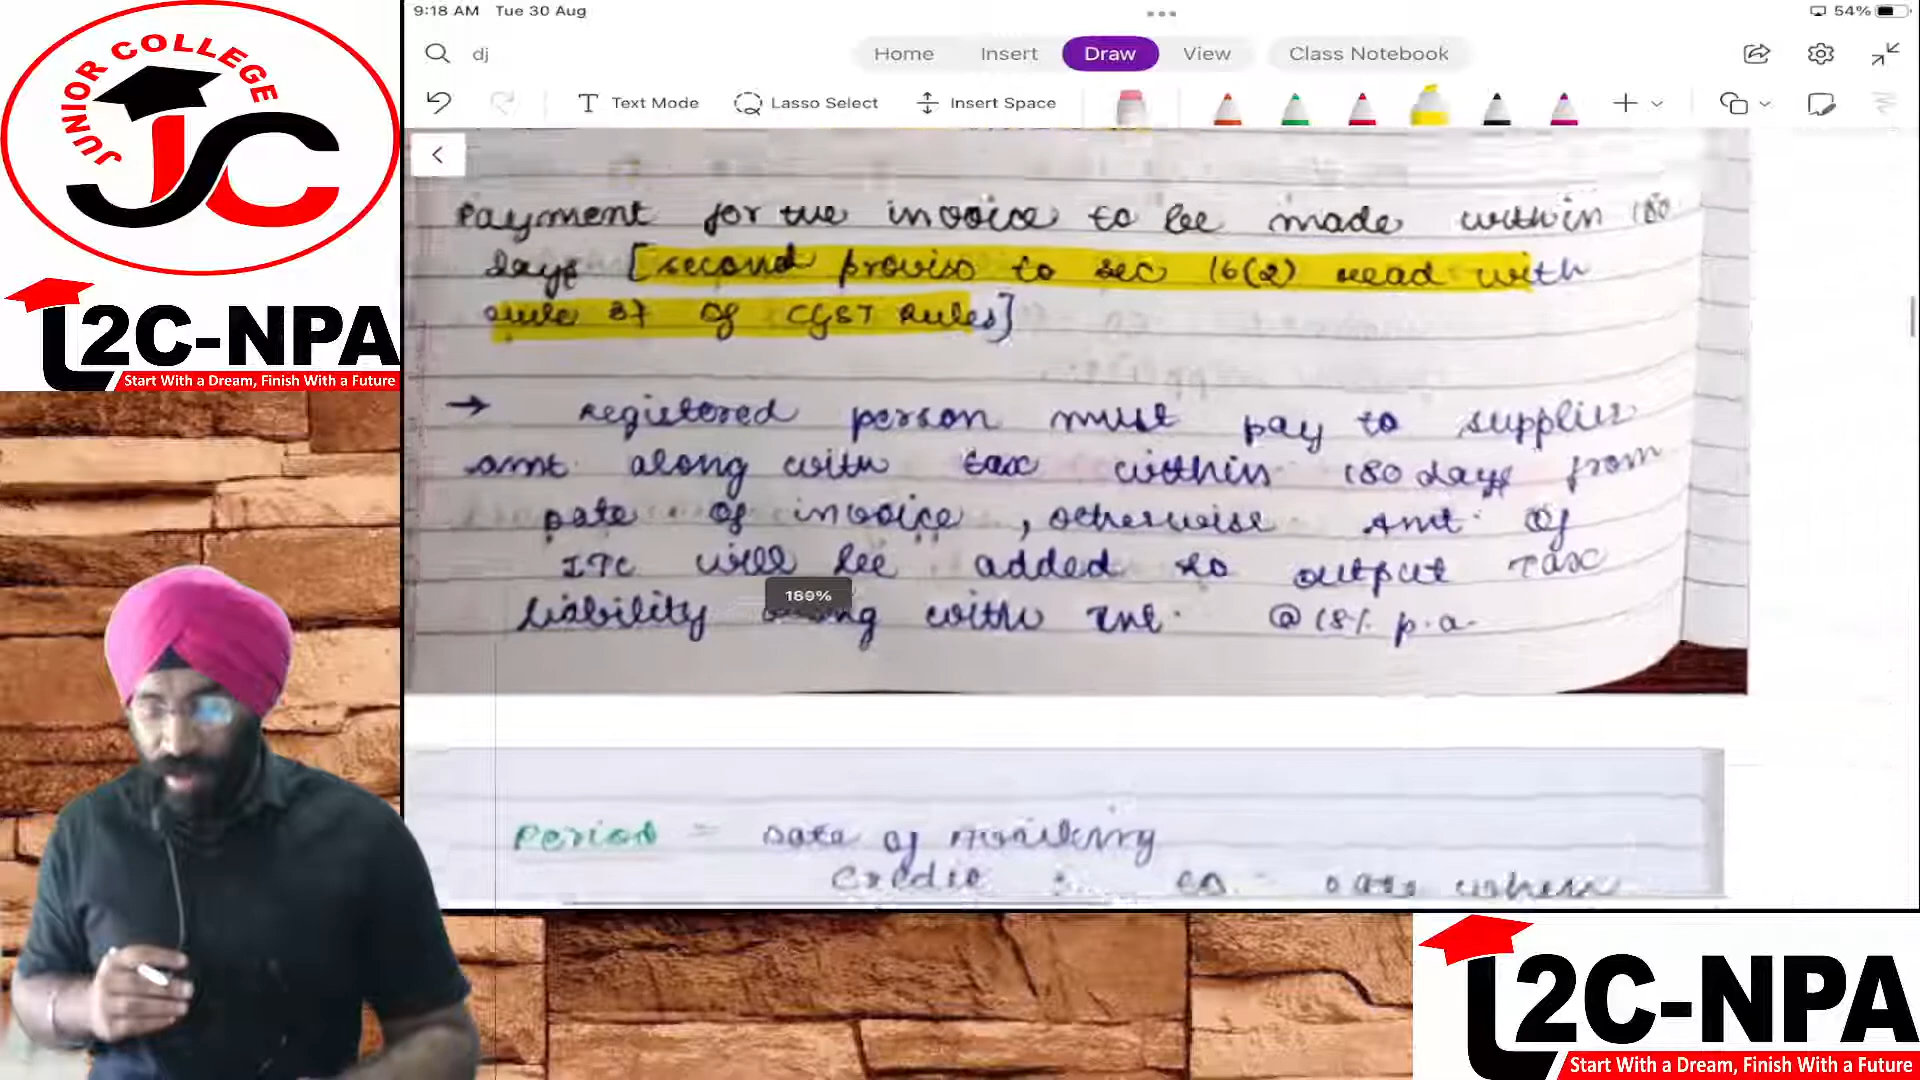 9:18 AM Tue 30 Aug
54%
dj
Home Insert Draw View Class Notebook
Text Mode Lasso Select Insert Space
JUNIOR COLLEGE
JC
L2C-NPA
Start With a Dream, Finish With a Future
Payment for the invoice to be made within 180
days [second proviso to sec 16(2) read with
rule 37 of CGST Rules]
→ Registered person must pay to supplier
amt. along with tax within 180 days from
date of invoice, otherwise Amt. of
ITC will be added to output Tax
liability along with Int. @18% p.a.
180%
Period = Date of
Credit : Date when
L2C-NPA
Start With a Dream, Finish With a Future